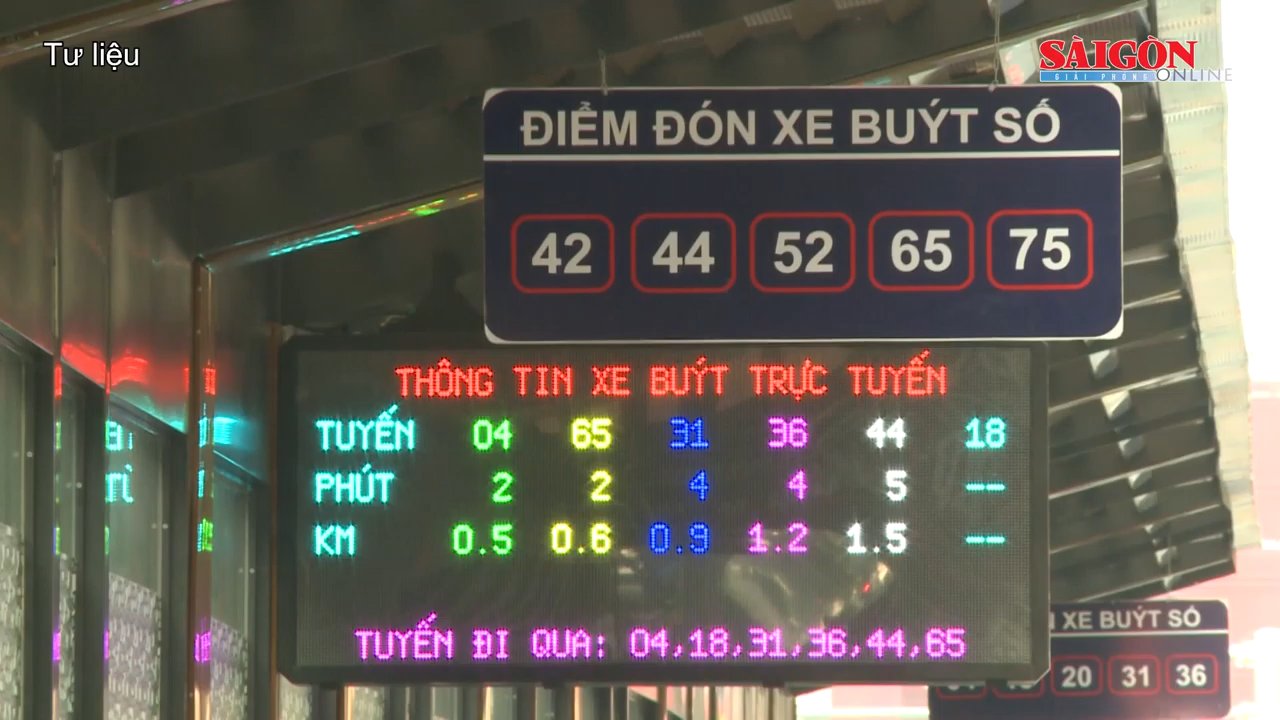 Tư liệu
SÀIGÒN
GIẢI PHÓNG ONLINE
ĐIỂM ĐÓN XE BUÝT SỐ
42 44 52 65 75
THÔNG TIN XE BUÝT TRỰC TUYẾN
TUYẾN 04 65 31 36 44 18
PHÚT 2 2 4 4 5 --
KM 0.5 0.6 0.9 1.2 1.5 --
TUYẾN ĐI QUA: 04,18,31,36,44,65
XE BUÝT SỐ
20 31 36